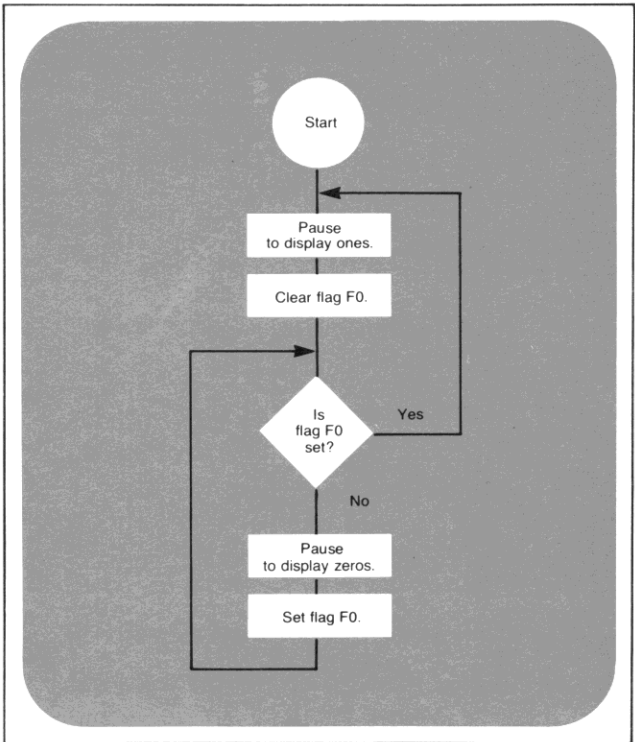 Start
Pause
to display ones.
Clear flag F0.
Is
flag F0
set?
Yes
No
Pause
to display zeros.
Set flag F0.